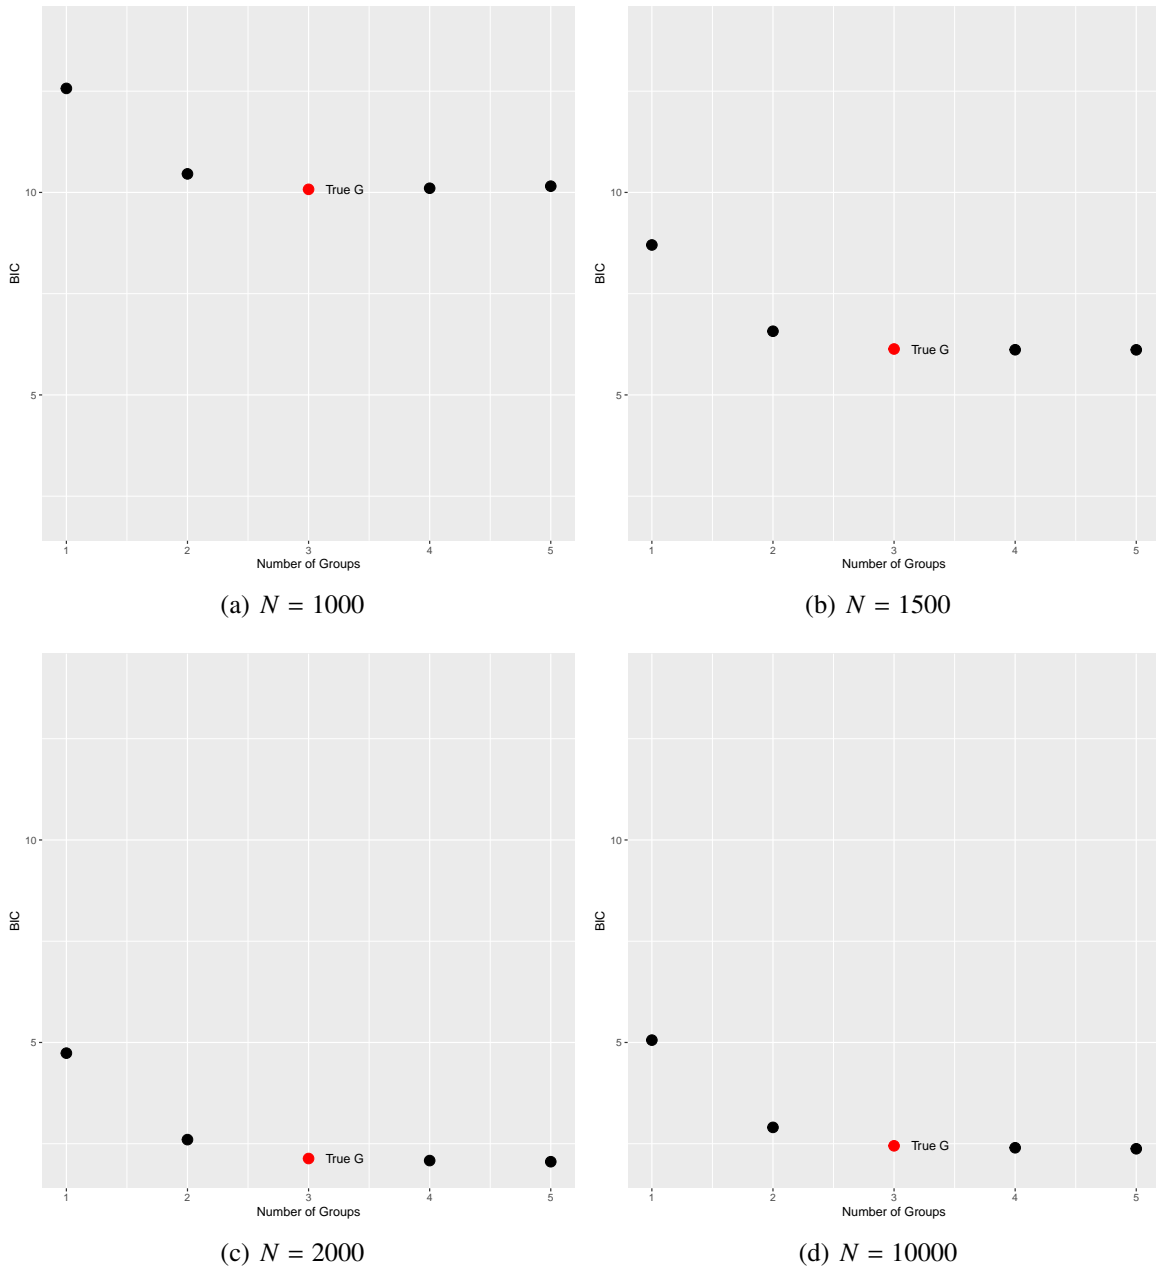 BIC
10
5
True G
1 2 3 4 5
Number of Groups
(a) N = 1000
BIC
10
5
True G
1 2 3 4 5
Number of Groups
(b) N = 1500
BIC
10
5
True G
1 2 3 4 5
Number of Groups
(c) N = 2000
BIC
10
5
True G
1 2 3 4 5
Number of Groups
(d) N = 10000